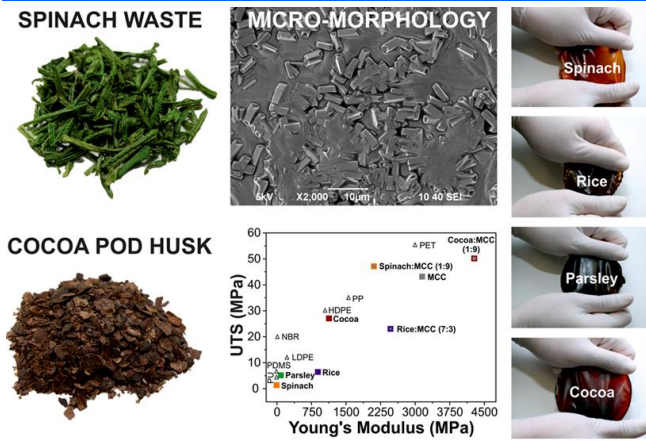 SPINACH WASTE
MICRO-MORPHOLOGY
5kV X2,000 10µm 10 40 SEI
Spinach
Rice
Parsley
Cocoa
COCOA POD HUSK
UTS (MPa)
60
50
40
30
20
10
0
PET
Cocoa:MCC
(1:9)
Spinach:MCC (1:9)
MCC
PP
HDPE
Cocoa
Rice:MCC (7:3)
NBR
LDPE
PDMS
PU
Parsley
Rice
Spinach
0 750 1500 2250 3000 3750 4500
Young's Modulus (MPa)